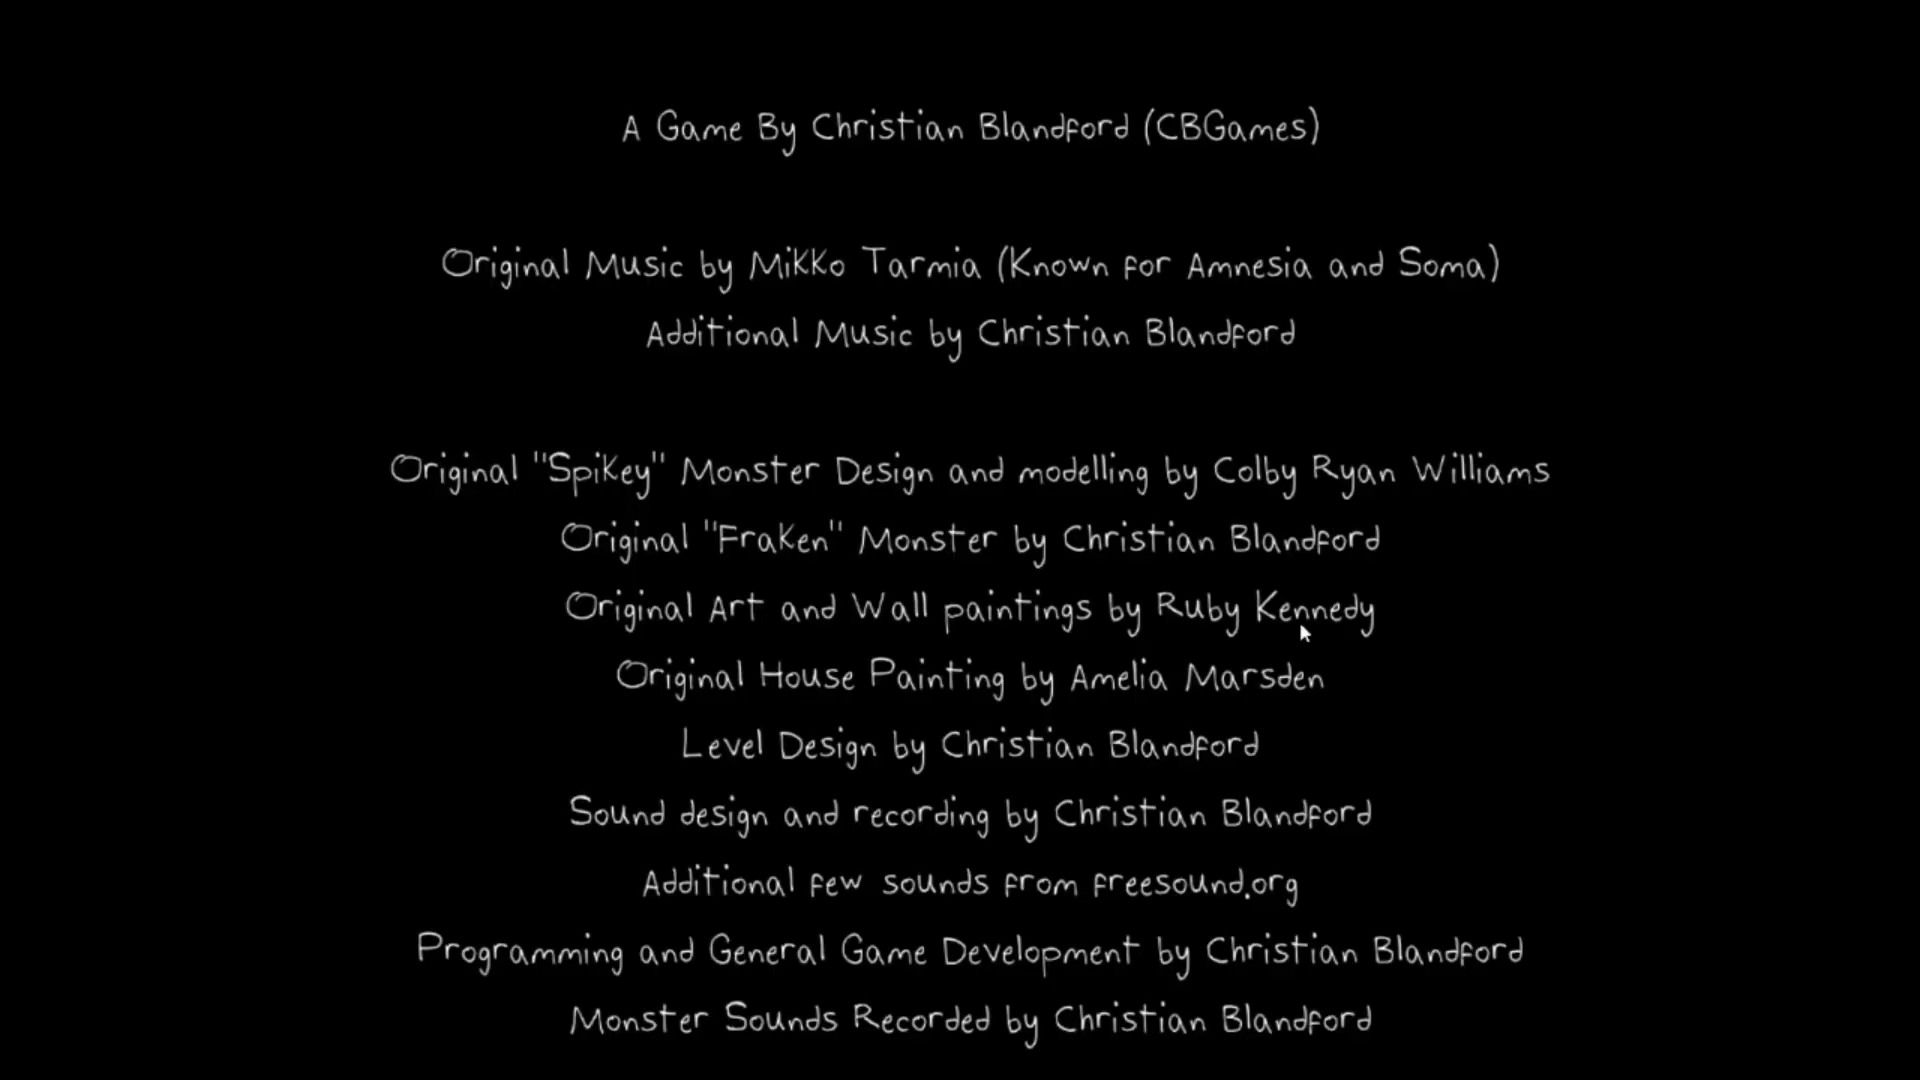 A Game By Christian Blandford (CBGames)
Original Music by Mikko Tarmia (Known for Amnesia and Soma)
Additional Music by Christian Blandford
Original "Spikey" Monster Design and modelling by Colby Ryan Williams
Original "Fraken" Monster by Christian Blandford
Original Art and Wall paintings by Ruby Kennedy
Original House Painting by Amelia Marsden
Level Design by Christian Blandford
Sound design and recording by Christian Blandford
Additional few sounds from freesound.org
Programming and General Game Development by Christian Blandford
Monster Sounds Recorded by Christian Blandford